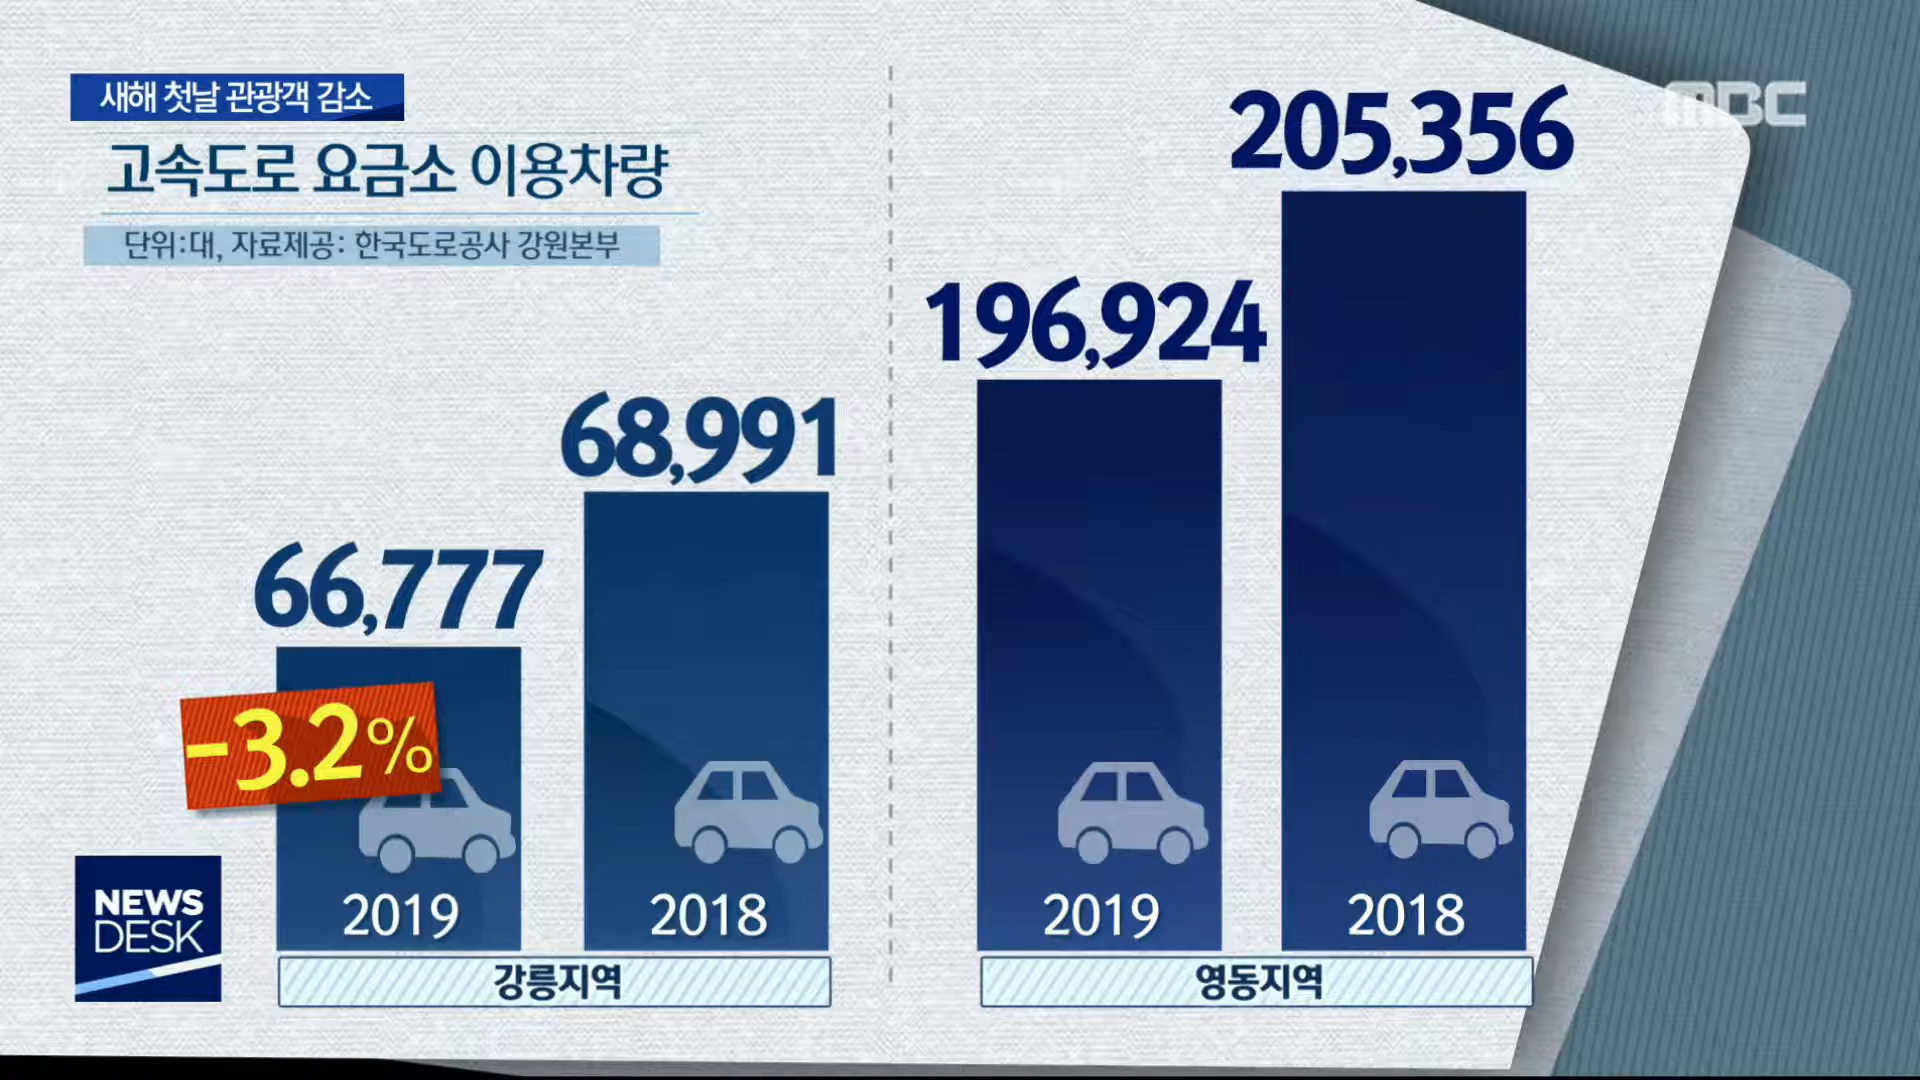 새해 첫날 관광객 감소
고속도로 요금소 이용차량
단위:대, 자료제공: 한국도로공사 강원본부
MBC
205,356
196,924
68,991
66,777
-3.2%
2019
2018
2019
2018
강릉지역
영동지역
NEWS
DESK